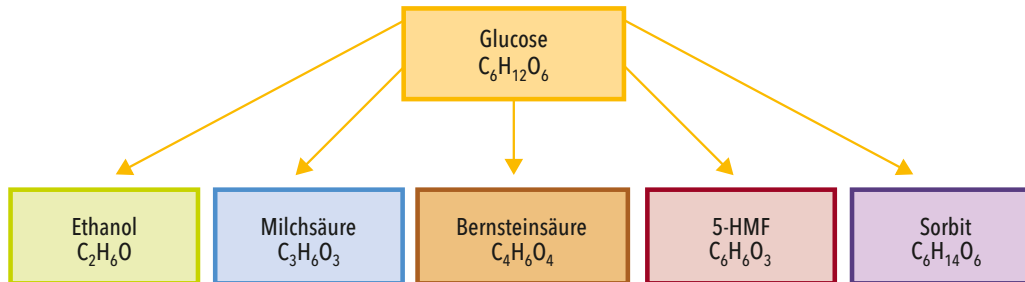 Glucose
C₆H₁₂O₆
Ethanol
C₂H₆O
Milchsäure
C₃H₆O₃
Bernsteinsäure
C₄H₆O₄
5-HMF
C₆H₆O₃
Sorbit
C₆H₁₄O₆